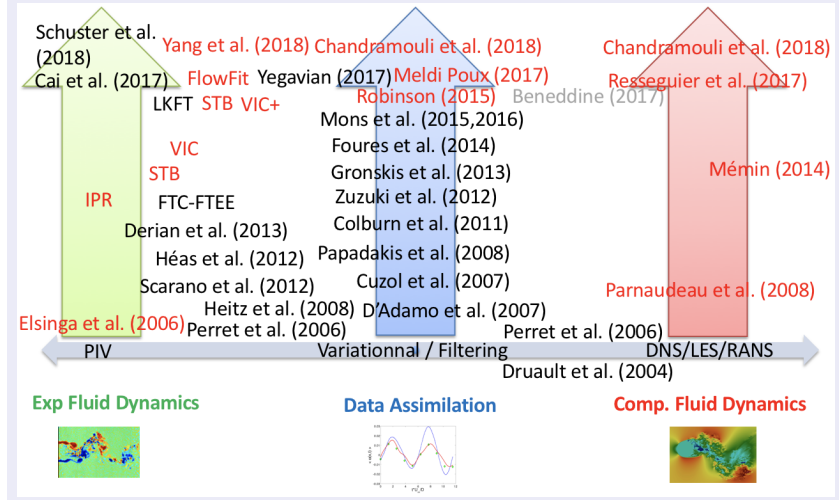 Schuster et al.
(2018)
Yang et al. (2018)
Chandramouli et al. (2018)
Chandramouli et al. (2018)
Cai et al. (2017)
FlowFit
Yegavian (2017)
Meldi Poux (2017)
Resseguier et al. (2017)
LKFT
STB
VIC+
Robinson (2015)
Beneddine (2017)
Mons et al. (2015,2016)
VIC
Foures et al. (2014)
STB
Gronskis et al. (2013)
Mémin (2014)
IPR
FTC-FTEE
Zuzuki et al. (2012)
Derian et al. (2013)
Colburn et al. (2011)
Héas et al. (2012)
Papadakis et al. (2008)
Scarano et al. (2012)
Cuzol et al. (2007)
Parnaudeau et al. (2008)
Heitz et al. (2008)
D'Adamo et al. (2007)
Elsinga et al. (2006)
Perret et al. (2006)
Perret et al. (2006)
PIV
Variationnal / Filtering
DNS/LES/RANS
Druault et al. (2004)
Exp Fluid Dynamics
Data Assimilation
Comp. Fluid Dynamics